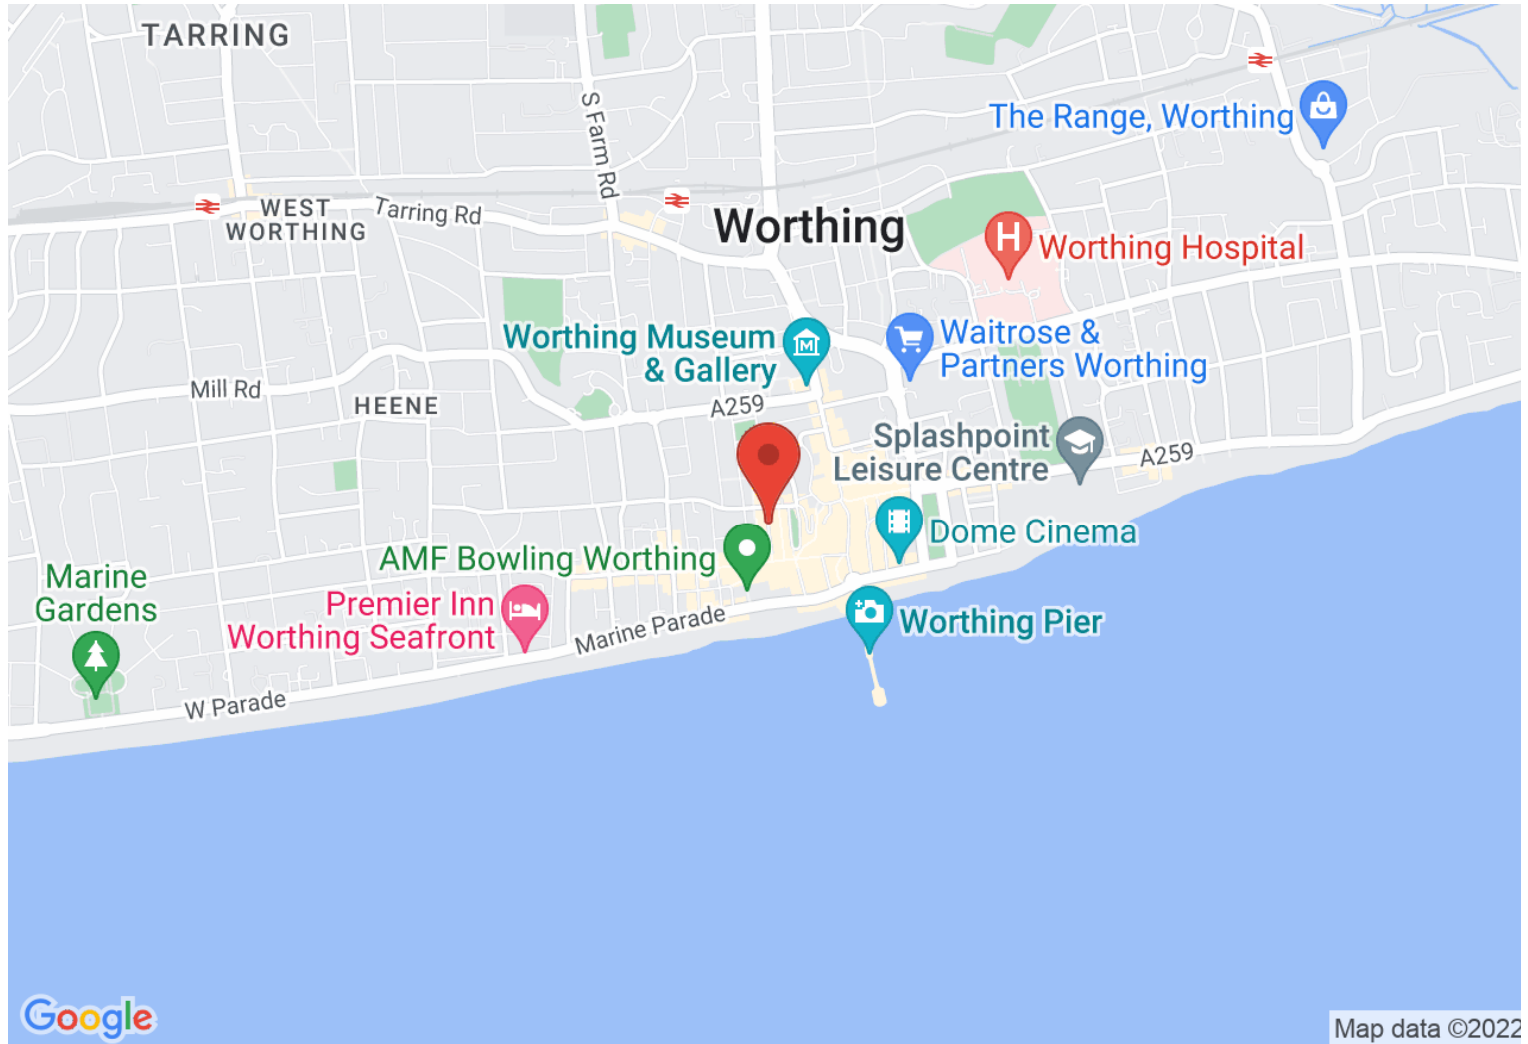 TARRING
S Farm Rd
The Range, Worthing
WEST
WORTHING
Tarring Rd
Worthing
H
Worthing Hospital
Worthing Museum
& Gallery
M
Waitrose &
Partners Worthing
Mill Rd
HEENE
A259
Splashpoint
Leisure Centre
A259
Dome Cinema
AMF Bowling Worthing
Marine
Gardens
Premier Inn
Worthing Seafront
Marine Parade
Worthing Pier
W Parade
Google
Map data ©2022